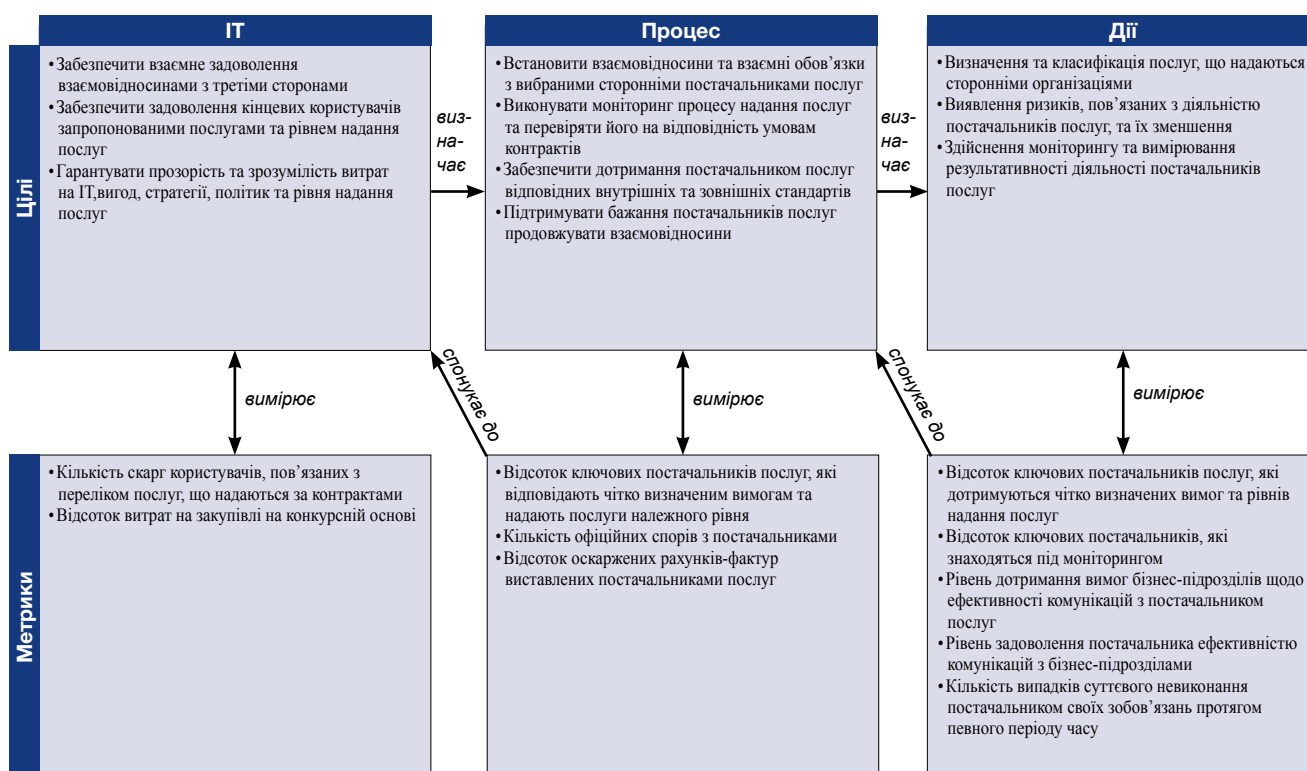 ІТ
Процес
Дії
Цілі
•Забезпечити взаємне задоволення
взаємовідносинами з третіми сторонами
•Забезпечити задоволення кінцевих користувачів
запропонованими послугами та рівнем надання
послуг
•Гарантувати прозорість та зрозумілість витрат
на ІТ,вигод, стратегії, політик та рівня надання
послуг
виз-
на-
чає
•Встановити взаємовідносини та взаємні обов’язки
з вибраними сторонніми постачальниками послуг
•Виконувати моніторинг процесу надання послуг
та перевіряти його на відповідність умовам
контрактів
•Забезпечити дотримання постачальником послуг
відповідних внутрішніх та зовнішніх стандартів
•Підтримувати бажання постачальників послуг
продовжувати взаємовідносини
виз-
на-
чає
•Визначення та класифікація послуг, що надаються
сторонніми організаціями
•Виявлення ризиків, пов’язаних з діяльністю
постачальників послуг, та їх зменшення
•Здійснення моніторингу та вимірювання
результативності діяльності постачальників
послуг
вимірює
спонукає до
вимірює
спонукає до
вимірює
Метрики
•Кількість скарг користувачів, пов’язаних з
переліком послуг, що надаються за контрактами
•Відсоток витрат на закупівлі на конкурсній основі
•Відсоток ключових постачальників послуг, які
відповідають чітко визначеним вимогам та
надають послуги належного рівня
•Кількість офіційних спорів з постачальниками
•Відсоток оскаржених рахунків-фактур
виставлених постачальниками послуг
•Відсоток ключових постачальників послуг, які
дотримуються чітко визначених вимог та рівнів
надання послуг
•Відсоток ключових постачальників, які
знаходяться під моніторингом
•Рівень дотримання вимог бізнес-підрозділів щодо
ефективності комунікацій з постачальником
послуг
•Рівень задоволення постачальника ефективністю
комунікацій з бізнес-підрозділами
•Кількість випадків суттєвого невиконання
постачальником своїх зобов’язань протягом
певного періоду часу